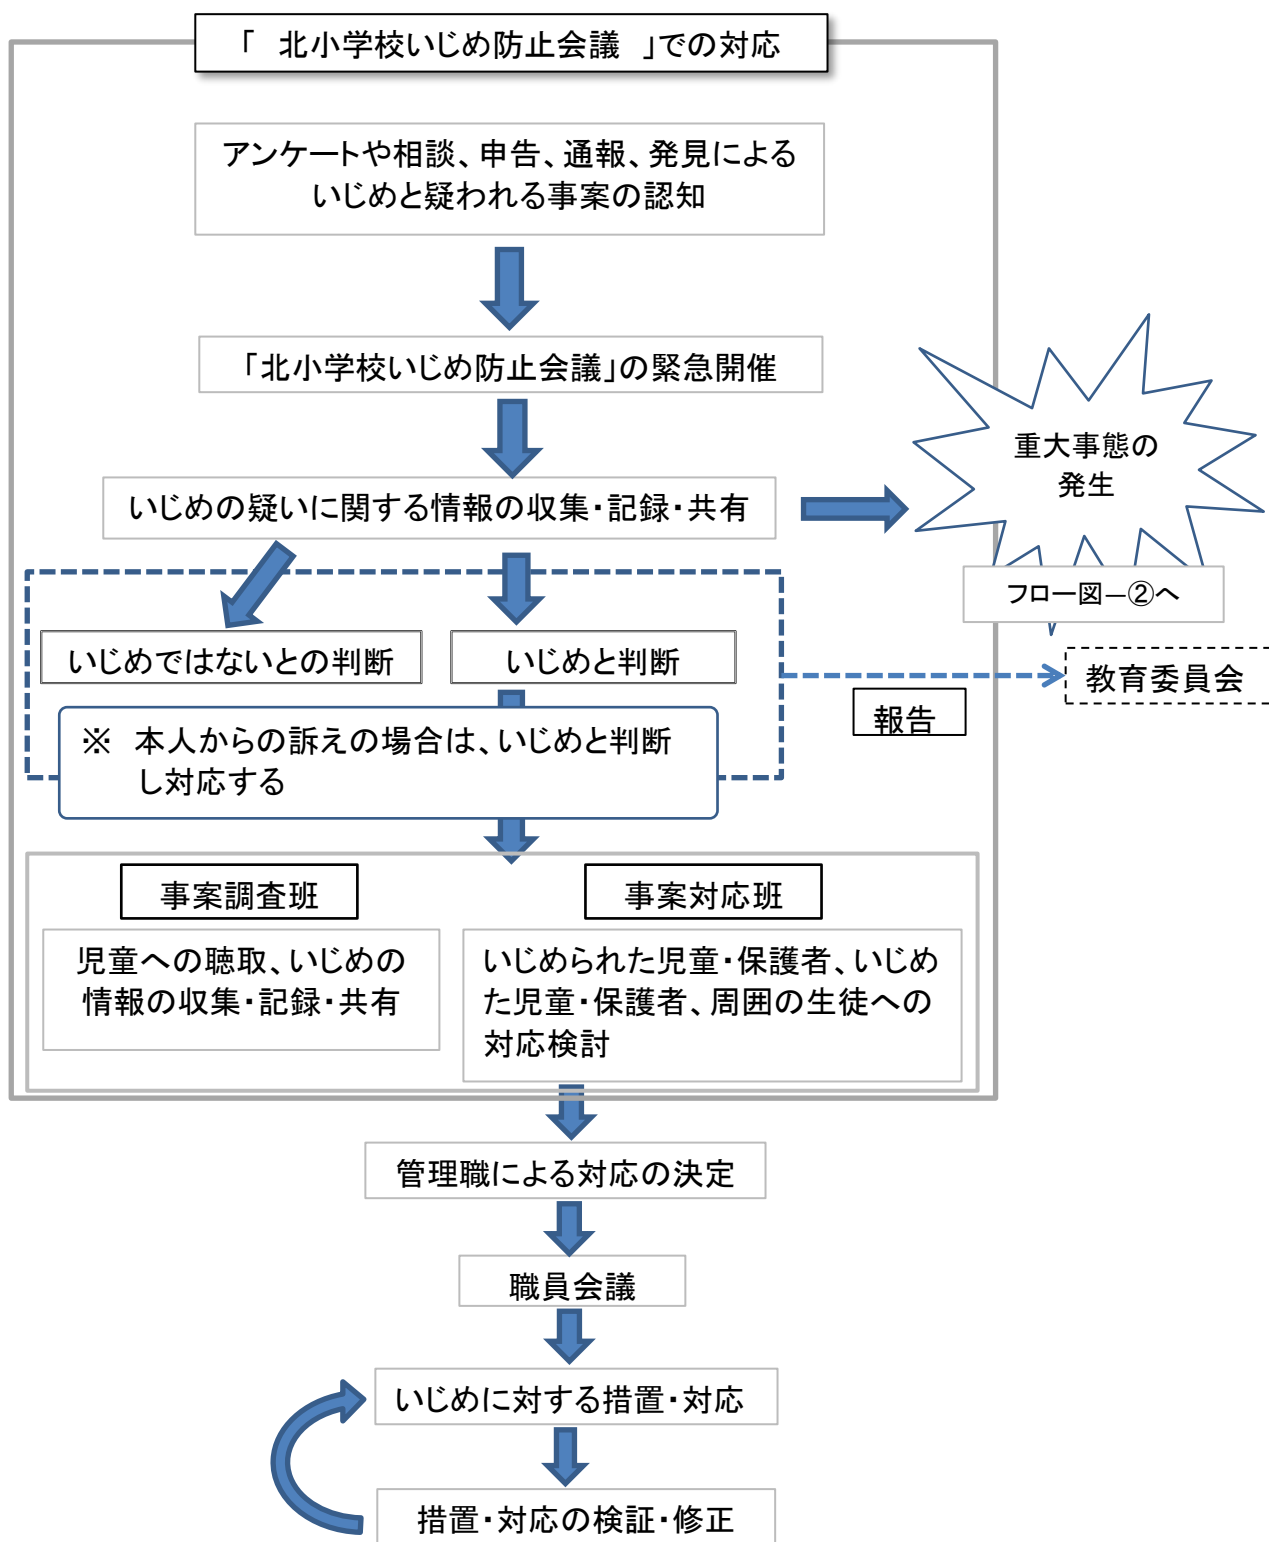 「　北小学校いじめ防止会議　」での対応
アンケートや相談、申告、通報、発見による
いじめと疑われる事案の認知
「北小学校いじめ防止会議」の緊急開催
重大事態の
発生
いじめの疑いに関する情報の収集・記録・共有
フロー図―②へ
いじめではないとの判断
いじめと判断
教育委員会
報告
※　本人からの訴えの場合は、いじめと判断
し対応する
事案調査班
事案対応班
児童への聴取、いじめの
情報の収集・記録・共有
いじめられた児童・保護者、いじめ
た児童・保護者、周囲の生徒への
対応検討
管理職による対応の決定
職員会議
いじめに対する措置・対応
措置・対応の検証・修正